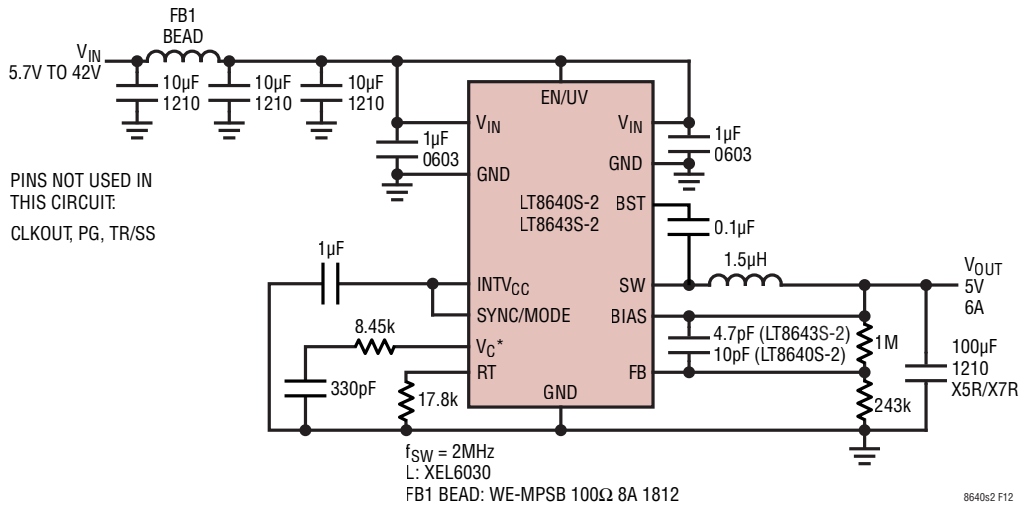 FB1
BEAD
VIN
5.7V TO 42V
10µF
1210
10µF
1210
10µF
1210
EN/UV
VIN
VIN
1µF
0603
1µF
0603
GND
GND
PINS NOT USED IN
THIS CIRCUIT:
CLKOUT, PG, TR/SS
LT8640S-2
LT8643S-2
BST
0.1µF
1µF
1.5µH
INTVCC
SW
VOUT
5V
6A
SYNC/MODE
BIAS
8.45k
VC*
4.7pF (LT8643S-2)
10pF (LT8640S-2)
1M
100µF
1210
X5R/X7R
RT
FB
330pF
17.8k
GND
243k
fSW = 2MHz
L: XEL6030
FB1 BEAD: WE-MPSB 100Ω 8A 1812
8640s2 F12